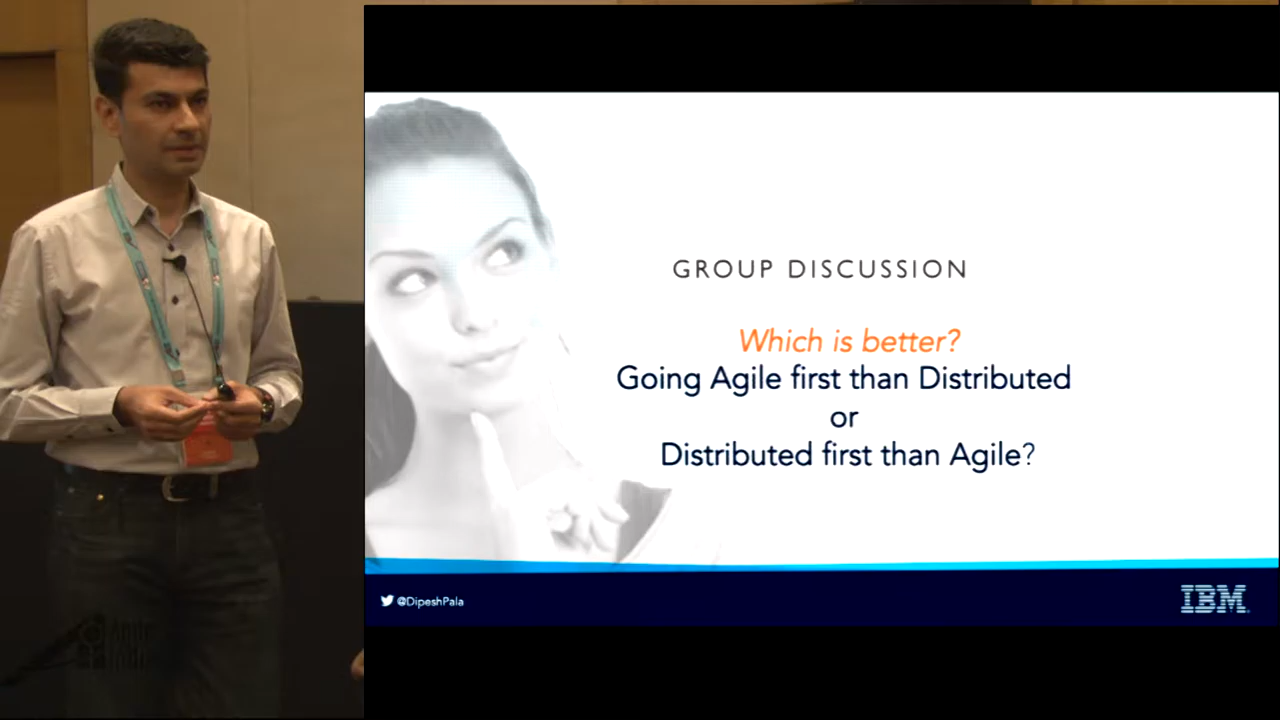 GROUP DISCUSSION
Which is better?
Going Agile first than Distributed
or
Distributed first than Agile?
@DipeshPala
IBM